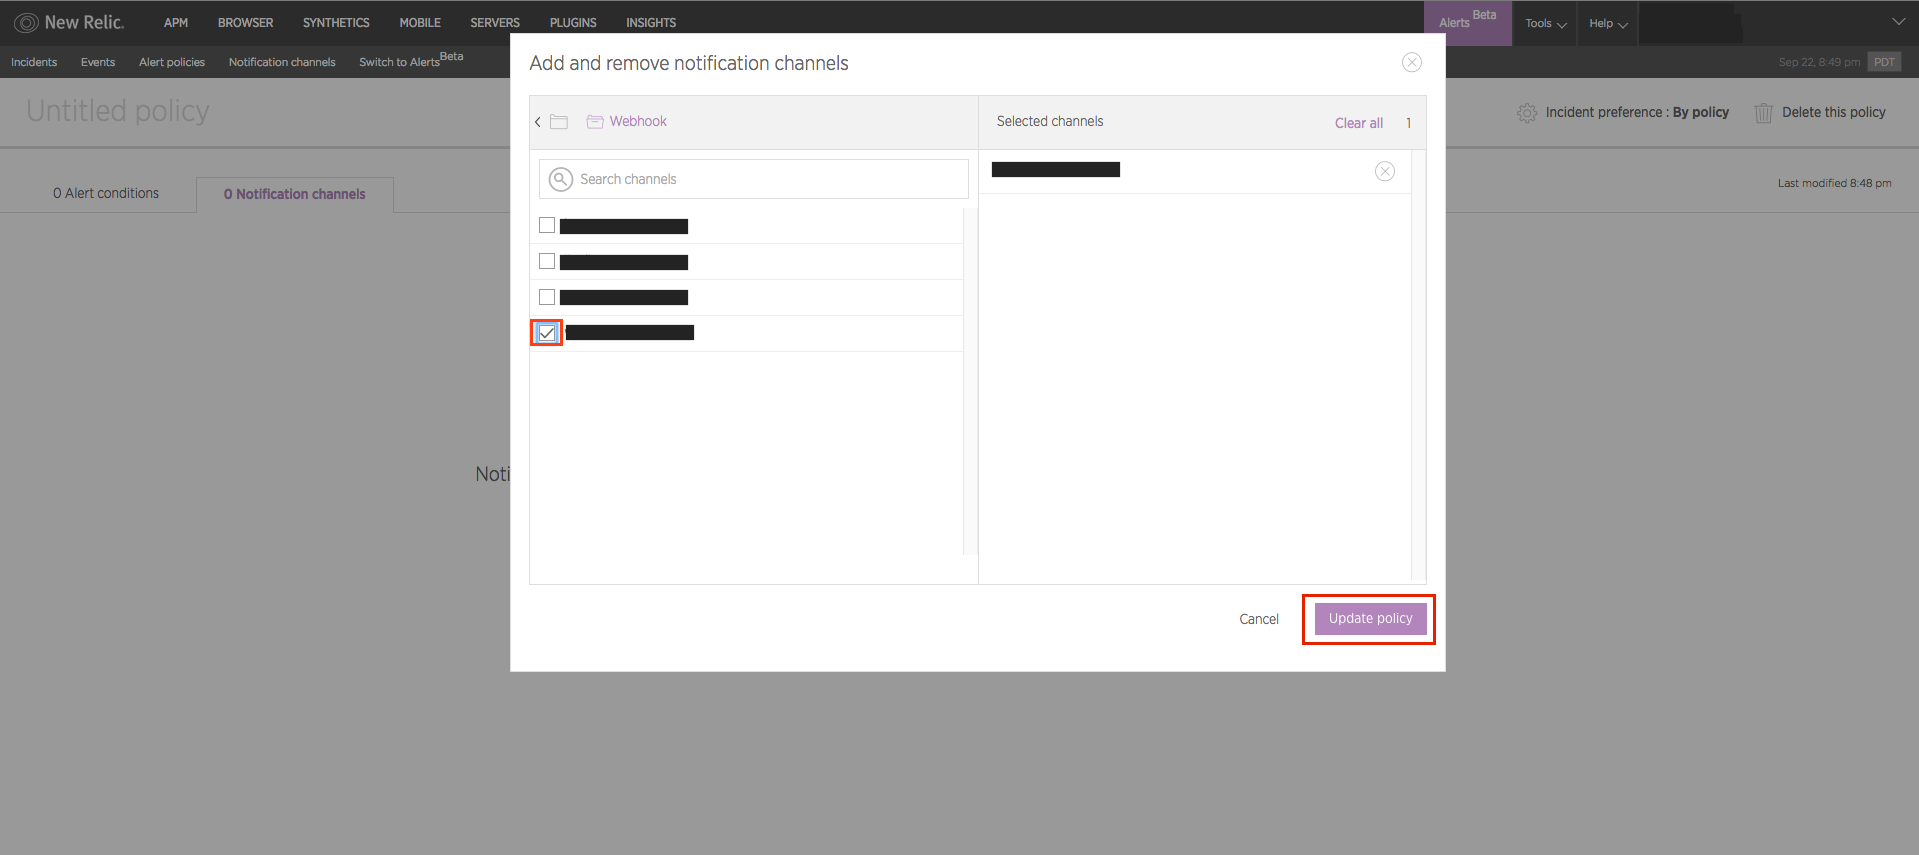 New Relic. APM BROWSER SYNTHETICS MOBILE SERVERS PLUGINS INSIGHTS Alerts Beta Tools Help
Incidents Events Alert policies Notification channels Switch to Alerts Beta Sep 22, 8:49 pm PDT
Add and remove notification channels
Untitled policy
Incident preference : By policy Delete this policy
Webhook
Selected channels Clear all 1
Search channels
0 Alert conditions 0 Notification channels
Last modified 8:48 pm
Noti
Cancel Update policy